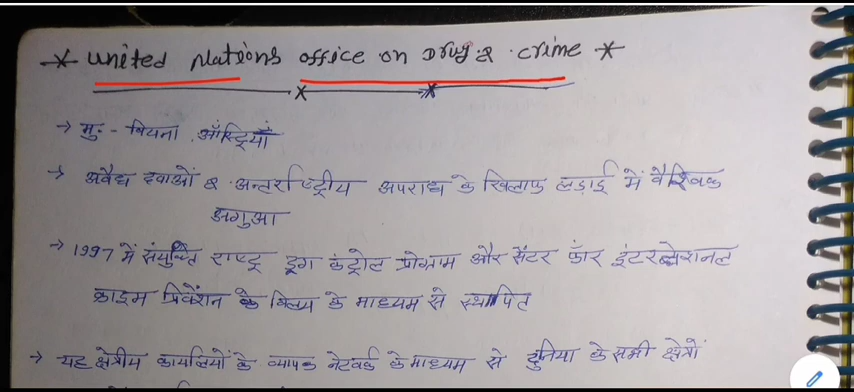 * United Nations office on Drug & crime *
→ मु॰ - वियना ऑस्ट्रिया
→ अवैध दवाओं & अन्तर्राष्ट्रीय अपराध के खिलाफ लड़ाई में वैश्विक
अगुआ
→ 1997 में संयुक्त राष्ट्र ड्रग कंट्रोल प्रोग्राम और सेंटर फॉर इंटरनेशनल
क्राइम प्रिवेंशन के विलय के माध्यम से स्थापित
→ यह क्षेत्रीय कार्यालयों के व्यापक नेटवर्क के माध्यम से दुनिया के सभी क्षेत्रों